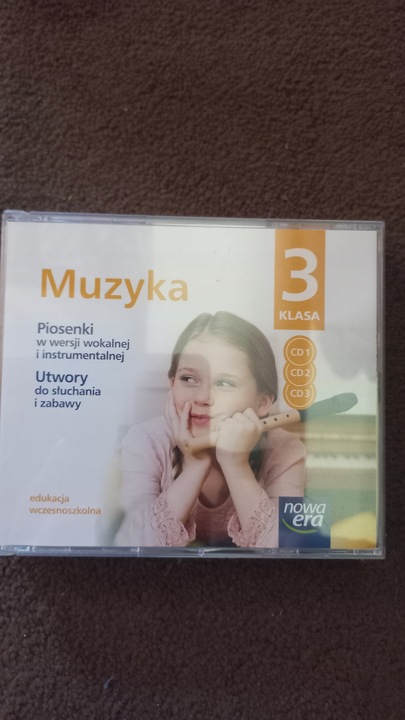 Muzyka
3
KLASA
Piosenki
w wersji wokalnej
i instrumentalnej
CD 1
CD 2
CD 3
Utwory
do słuchania
i zabawy
edukacja
wczesnoszkolna
nowa
era